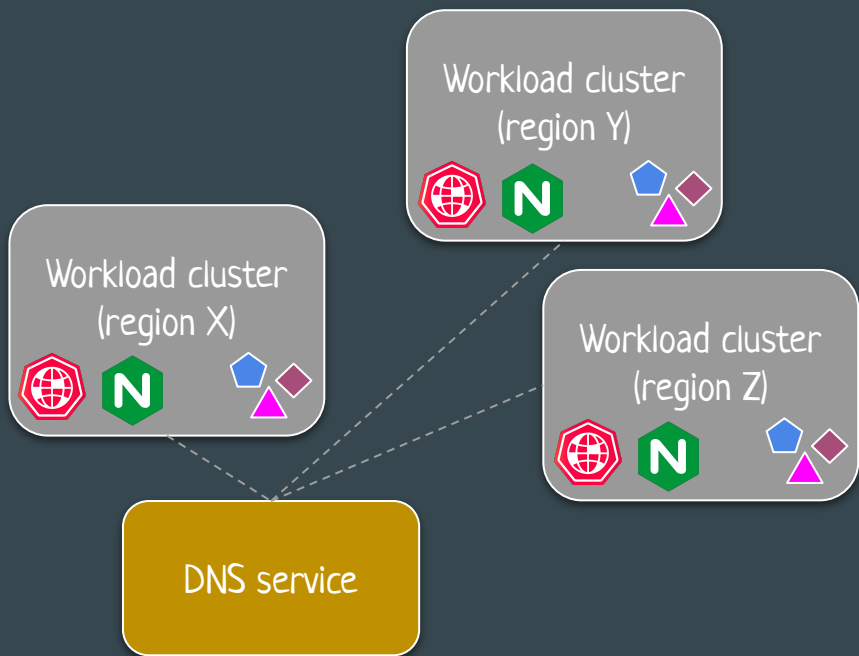 Workload cluster
(region Y)
N
Workload cluster
(region X)
N
Workload cluster
(region Z)
N
DNS service